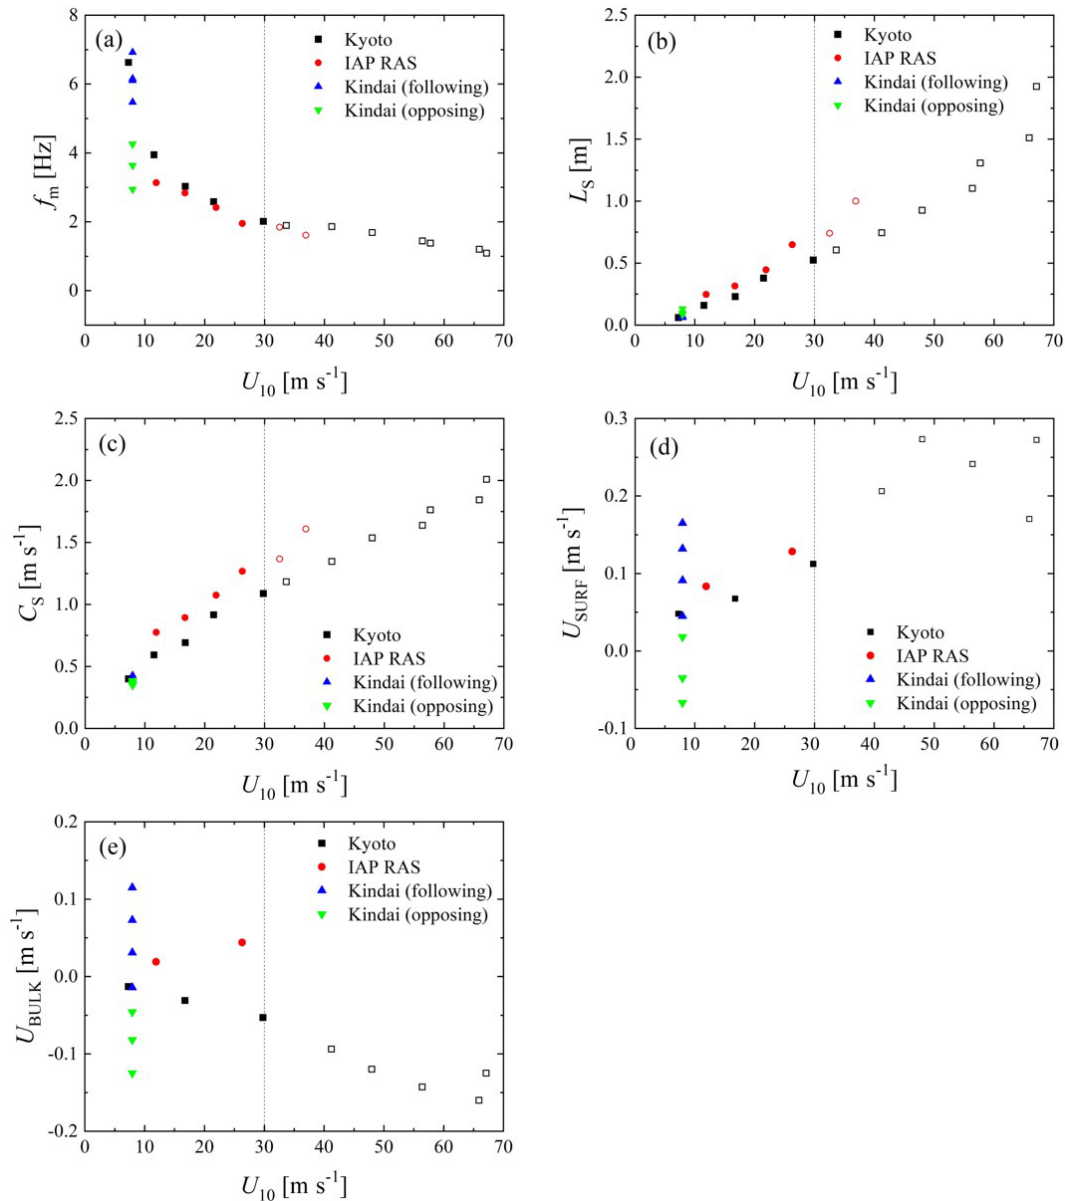 (a)
Kyoto
IAP RAS
Kindai (following)
Kindai (opposing)
8
6
4
2
0
f_m [Hz]
0 10 20 30 40 50 60 70
U_10 [m s^-1]
(b)
Kyoto
IAP RAS
Kindai (following)
Kindai (opposing)
2.5
2.0
1.5
1.0
0.5
0.0
L_S [m]
0 10 20 30 40 50 60 70
U_10 [m s^-1]
(c)
2.5
2.0
1.5
1.0
0.5
0.0
C_S [m s^-1]
Kyoto
IAP RAS
Kindai (following)
Kindai (opposing)
0 10 20 30 40 50 60 70
U_10 [m s^-1]
(d)
0.3
0.2
0.1
0.0
-0.1
U_SURF [m s^-1]
Kyoto
IAP RAS
Kindai (following)
Kindai (opposing)
0 10 20 30 40 50 60 70
U_10 [m s^-1]
(e)
Kyoto
IAP RAS
Kindai (following)
Kindai (opposing)
0.2
0.1
0.0
-0.1
-0.2
U_BULK [m s^-1]
0 10 20 30 40 50 60 70
U_10 [m s^-1]